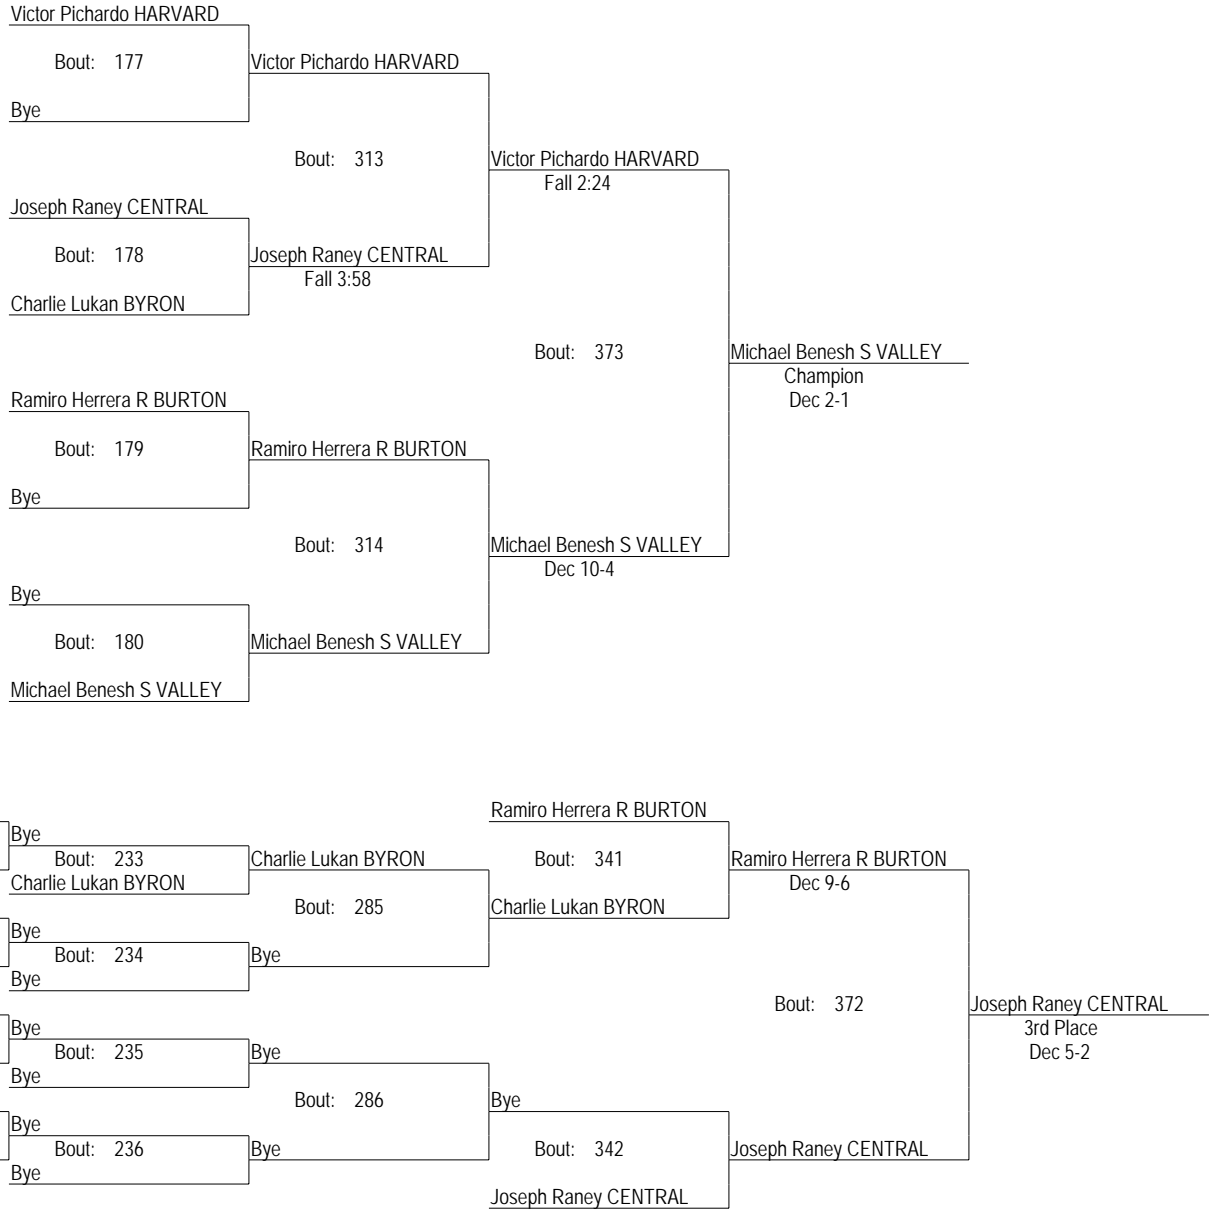 Victor Pichardo HARVARD
Bout: 177
Victor Pichardo HARVARD
Bye
Bout: 313
Victor Pichardo HARVARD
Fall 2:24
Joseph Raney CENTRAL
Bout: 178
Joseph Raney CENTRAL
Fall 3:58
Charlie Lukan BYRON
Bout: 373
Michael Benesh S VALLEY
Champion
Dec 2-1
Ramiro Herrera R BURTON
Bout: 179
Ramiro Herrera R BURTON
Bye
Bout: 314
Michael Benesh S VALLEY
Dec 10-4
Bye
Bout: 180
Michael Benesh S VALLEY
Michael Benesh S VALLEY
Ramiro Herrera R BURTON
Bye
Bout: 233
Charlie Lukan BYRON
Bout: 341
Ramiro Herrera R BURTON
Dec 9-6
Charlie Lukan BYRON
Bout: 285
Charlie Lukan BYRON
Bye
Bout: 234
Bye
Bye
Bout: 372
Joseph Raney CENTRAL
3rd Place
Dec 5-2
Bye
Bout: 235
Bye
Bye
Bout: 286
Bye
Bye
Bout: 236
Bye
Bout: 342
Joseph Raney CENTRAL
Bye
Joseph Raney CENTRAL